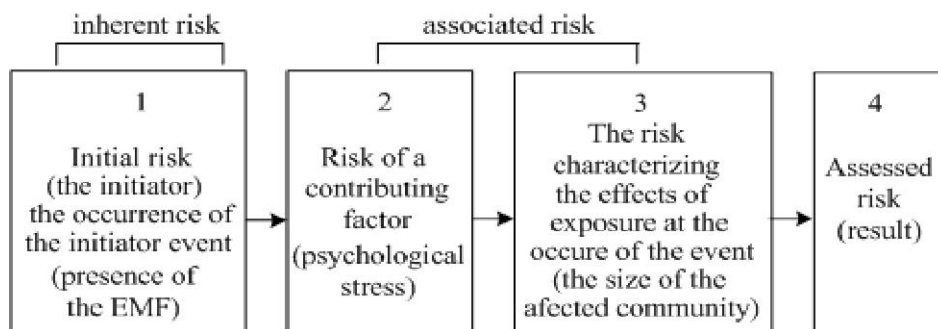 inherent risk
associated risk
1
Initial risk
(the initiator)
the occurrence of
the initiator event
(presence of
the EMF)
2
Risk of a
contributing
factor
(psychological
stress)
3
The risk
characterizing
the effects of
exposure at the
occure of the event
(the size of the
afected community)
4
Assessed
risk
(result)